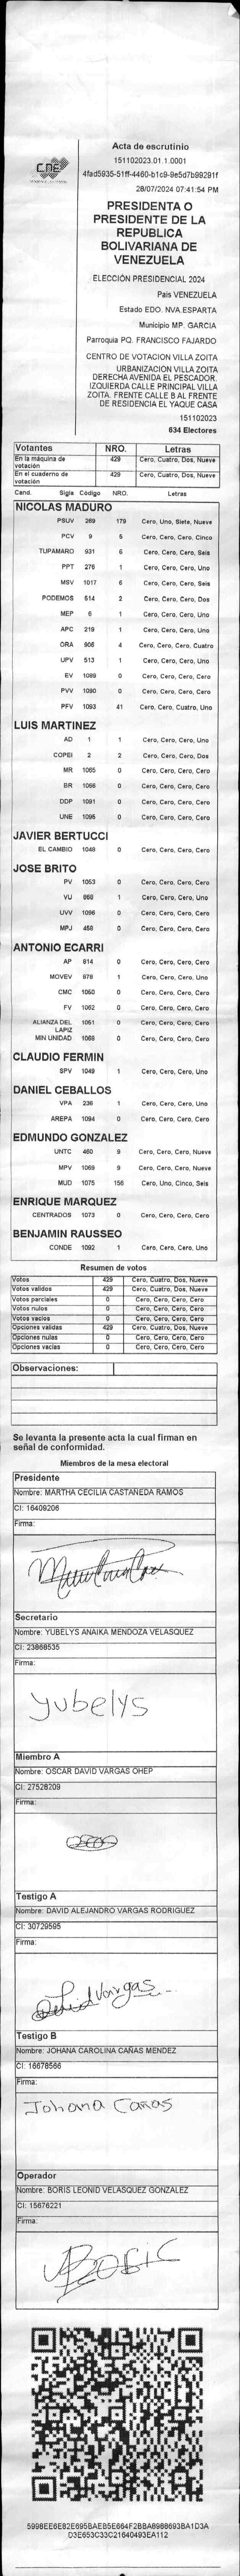 CNE
Acta de escrutinio
151102023.01.1.0001
4fad5935-51ff-4460-b1c9-9e5d7b99291f
28/07/2024 07:41:54 PM
PRESIDENTA O
PRESIDENTE DE LA
REPUBLICA
BOLIVARIANA DE
VENEZUELA
ELECCIÓN PRESIDENCIAL 2024
País VENEZUELA
Estado EDO. NVA.ESPARTA
Municipio MP. GARCIA
Parroquia PQ. FRANCISCO FAJARDO
CENTRO DE VOTACION VILLA ZOITA
URBANIZACION VILLA ZOITA
DERECHA AVENIDA EL PESCADOR.
IZQUIERDA CALLE PRINCIPAL VILLA
ZOITA. FRENTE CALLE B AL FRENTE
DE RESIDENCIA EL YAQUE CASA
151102023
634 Electores
Votantes NRO. Letras
En la máquina de votación 429 Cero, Cuatro, Dos, Nueve
En el cuaderno de votación 429 Cero, Cuatro, Dos, Nueve
Cand. Sigla Código NRO. Letras
NICOLAS MADURO
PSUV 269 179 Cero, Uno, Siete, Nueve
PCV 9 5 Cero, Cero, Cero, Cinco
TUPAMARO 931 6 Cero, Cero, Cero, Seis
PPT 276 1 Cero, Cero, Cero, Uno
MSV 1017 6 Cero, Cero, Cero, Seis
PODEMOS 514 2 Cero, Cero, Cero, Dos
MEP 6 1 Cero, Cero, Cero, Uno
APC 219 1 Cero, Cero, Cero, Uno
ORA 906 4 Cero, Cero, Cero, Cuatro
UPV 513 1 Cero, Cero, Cero, Uno
EV 1089 0 Cero, Cero, Cero, Cero
PVV 1090 0 Cero, Cero, Cero, Cero
PFV 1093 41 Cero, Cero, Cuatro, Uno
LUIS MARTINEZ
AD 1 1 Cero, Cero, Cero, Uno
COPEI 2 2 Cero, Cero, Cero, Dos
MR 1065 0 Cero, Cero, Cero, Cero
BR 1066 0 Cero, Cero, Cero, Cero
DDP 1091 0 Cero, Cero, Cero, Cero
UNE 1095 0 Cero, Cero, Cero, Cero
JAVIER BERTUCCI
EL CAMBIO 1048 0 Cero, Cero, Cero, Cero
JOSE BRITO
PV 1053 0 Cero, Cero, Cero, Cero
VU 868 1 Cero, Cero, Cero, Uno
UVV 1096 0 Cero, Cero, Cero, Cero
MPJ 458 0 Cero, Cero, Cero, Cero
ANTONIO ECARRI
AP 814 0 Cero, Cero, Cero, Cero
MOVEV 878 1 Cero, Cero, Cero, Uno
CMC 1050 0 Cero, Cero, Cero, Cero
FV 1062 0 Cero, Cero, Cero, Cero
ALIANZA DEL LAPIZ 1051 0 Cero, Cero, Cero, Cero
MIN UNIDAD 1068 0 Cero, Cero, Cero, Cero
CLAUDIO FERMIN
SPV 1049 1 Cero, Cero, Cero, Uno
DANIEL CEBALLOS
VPA 236 1 Cero, Cero, Cero, Uno
AREPA 1094 0 Cero, Cero, Cero, Cero
EDMUNDO GONZALEZ
UNTC 460 9 Cero, Cero, Cero, Nueve
MPV 1069 9 Cero, Cero, Cero, Nueve
MUD 1075 156 Cero, Uno, Cinco, Seis
ENRIQUE MARQUEZ
CENTRADOS 1073 0 Cero, Cero, Cero, Cero
BENJAMIN RAUSSEO
CONDE 1092 1 Cero, Cero, Cero, Uno
Resumen de votos
Votos 429 Cero, Cuatro, Dos, Nueve
Votos validos 429 Cero, Cuatro, Dos, Nueve
Votos parciales 0 Cero, Cero, Cero, Cero
Votos nulos 0 Cero, Cero, Cero, Cero
Votos vacios 0 Cero, Cero, Cero, Cero
Opciones validas 429 Cero, Cuatro, Dos, Nueve
Opciones nulas 0 Cero, Cero, Cero, Cero
Opciones vacias 0 Cero, Cero, Cero, Cero
Observaciones:
Se levanta la presente acta la cual firman en
señal de conformidad.
Miembros de la mesa electoral
Presidente
Nombre: MARTHA CECILIA CASTAÑEDA RAMOS
CI: 16409206
Firma:
Secretario
Nombre: YUBELYS ANAIKA MENDOZA VELASQUEZ
CI: 23868535
Firma:
Yubelys
Miembro A
Nombre: OSCAR DAVID VARGAS OHEP
CI: 27528209
Firma:
Testigo A
Nombre: DAVID ALEJANDRO VARGAS RODRIGUEZ
CI: 30729595
Firma:
David Vargas
Testigo B
Nombre: JOHANA CAROLINA CAÑAS MENDEZ
CI: 16678566
Firma:
Johana Cañas
Operador
Nombre: BORIS LEONID VELASQUEZ GONZALEZ
CI: 15676221
Firma:
5998EE6E82E695BAEB5E664F2BBA8988693BA1D3A
D3E653C33C21640493EA112